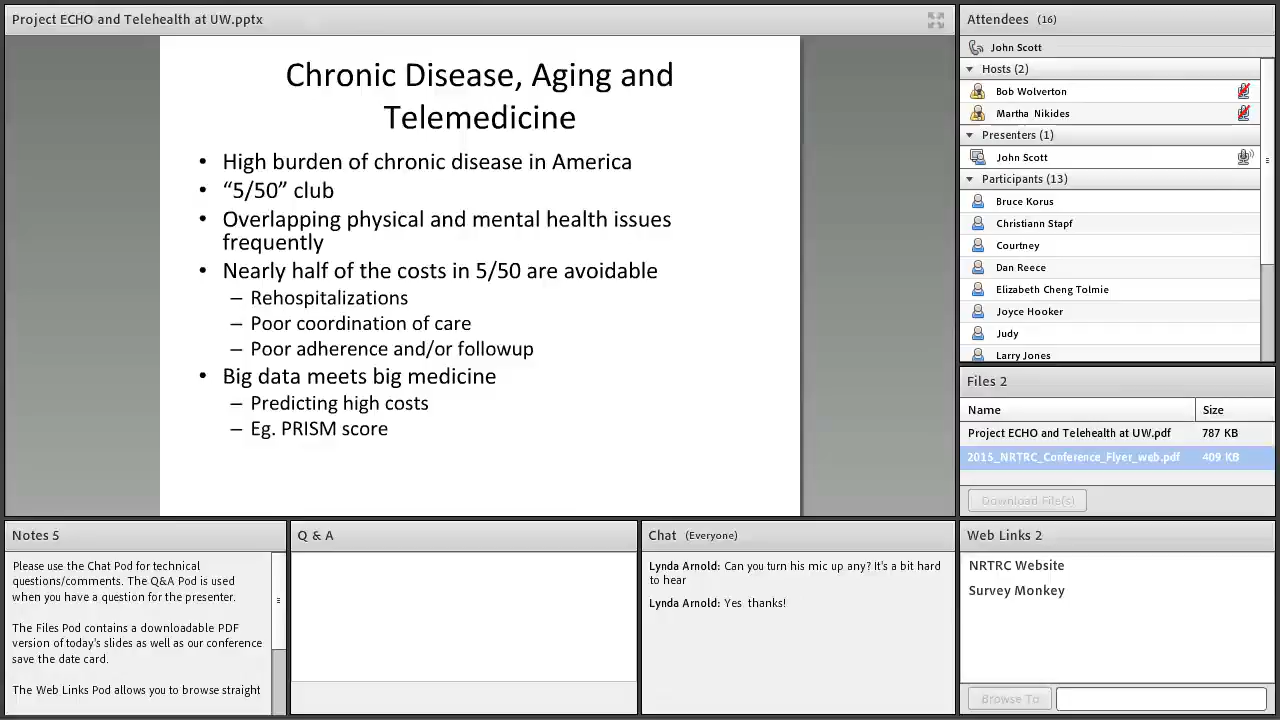 Project ECHO and Telehealth at UW.pptx
Chronic Disease, Aging and
Telemedicine
• High burden of chronic disease in America
• “5/50” club
• Overlapping physical and mental health issues
frequently
• Nearly half of the costs in 5/50 are avoidable
– Rehospitalizations
– Poor coordination of care
– Poor adherence and/or followup
• Big data meets big medicine
– Predicting high costs
– Eg. PRISM score
Attendees (16)
John Scott
Hosts (2)
Bob Wolverton
Martha Nikides
Presenters (1)
John Scott
Participants (13)
Bruce Korus
Christiann Stapf
Courtney
Dan Reece
Elizabeth Cheng Tolmie
Joyce Hooker
Judy
Larry Jones
Files 2
Name Size
Project ECHO and Telehealth at UW.pdf 787 KB
2015_NRTRC_Conference_Flyer_web.pdf 409 KB
Download File(s)
Notes 5
Please use the Chat Pod for technical
questions/comments. The Q&A Pod is used
when you have a question for the presenter.
The Files Pod contains a downloadable PDF
version of today's slides as well as our conference
save the date card.
The Web Links Pod allows you to browse straight
Q & A
Chat (Everyone)
Lynda Arnold: Can you turn his mic up any? It's a bit hard
to hear
Lynda Arnold: Yes thanks!
Web Links 2
NRTRC Website
Survey Monkey
Browse To